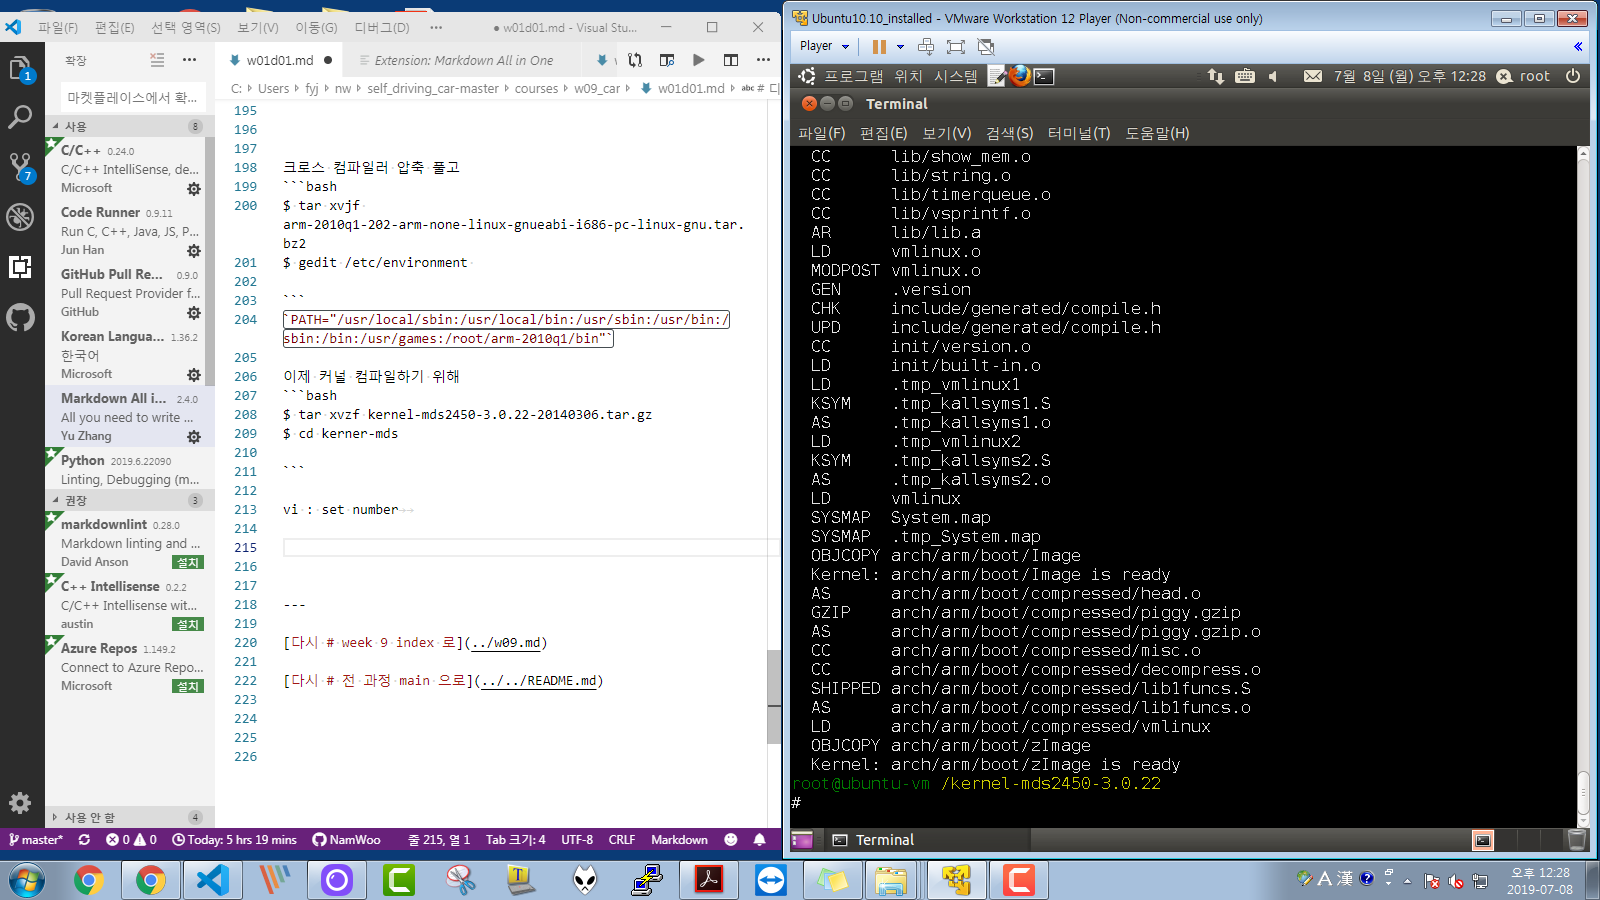 파일(F) 편집(E) 선택 영역(S) 보기(V) 이동(G) 디버그(D) ··· ● w01d01.md - Visual Stu...
확장
마켓플레이스에서 확...
사용 8
C/C++ 0.24.0
C/C++ IntelliSense, de...
Microsoft
Code Runner 0.9.11
Run C, C++, Java, JS, P...
Jun Han
GitHub Pull Re... 0.9.0
Pull Request Provider f...
GitHub
Korean Langua... 1.36.2
한국어
Microsoft
Markdown All i... 2.4.0
All you need to write ...
Yu Zhang
Python 2019.6.22090
Linting, Debugging (m...
권장 3
markdownlint 0.28.0
Markdown linting and ...
David Anson 설치
C++ Intellisense 0.2.2
C/C++ Intellisense wit...
austin 설치
Azure Repos 1.149.2
Connect to Azure Repo...
Microsoft 설치
사용 안 함 4
1
7
w01d01.md ● Extension: Markdown All in One
C: > Users > fyj > nw > self_driving_car-master > courses > w09_car > w01d01.md > abc # 디
195
196
197
198 크로스 컴파일러 압축 풀고
199 ```bash
200 $ tar xvjf
arm-2010q1-202-arm-none-linux-gnueabi-i686-pc-linux-gnu.tar.
bz2
201 $ gedit /etc/environment
202
203 ```
204 `PATH="/usr/local/sbin:/usr/local/bin:/usr/sbin:/usr/bin:/
sbin:/bin:/usr/games:/root/arm-2010q1/bin"`
205
206 이제 커널 컴파일하기 위해
207 ```bash
208 $ tar xvzf kernel-mds2450-3.0.22-20140306.tar.gz
209 $ cd kerner-mds
210
211 ```
212
213 vi : set number
214
215
216
217
218 ---
219
220 [다시 # week 9 index 로](../w09.md)
221
222 [다시 # 전 과정 main 으로](../../README.md)
223
224
225
226
master* 0 0 Today: 5 hrs 19 mins NamWoo 줄 215, 열 1 Tab 크기: 4 UTF-8 CRLF Markdown
Ubuntu10.10_installed - VMware Workstation 12 Player (Non-commercial use only)
Player
프로그램 위치 시스템 7월 8일 (월) 오후 12:28 root
Terminal
파일(F) 편집(E) 보기(V) 검색(S) 터미널(T) 도움말(H)
CC lib/show_mem.o
CC lib/string.o
CC lib/timerqueue.o
CC lib/vsprintf.o
AR lib/lib.a
LD vmlinux.o
MODPOST vmlinux.o
GEN .version
CHK include/generated/compile.h
UPD include/generated/compile.h
CC init/version.o
LD init/built-in.o
LD .tmp_vmlinux1
KSYM .tmp_kallsyms1.S
AS .tmp_kallsyms1.o
LD .tmp_vmlinux2
KSYM .tmp_kallsyms2.S
AS .tmp_kallsyms2.o
LD vmlinux
SYSMAP System.map
SYSMAP .tmp_System.map
OBJCOPY arch/arm/boot/Image
Kernel: arch/arm/boot/Image is ready
AS arch/arm/boot/compressed/head.o
GZIP arch/arm/boot/compressed/piggy.gzip
AS arch/arm/boot/compressed/piggy.gzip.o
CC arch/arm/boot/compressed/misc.o
CC arch/arm/boot/compressed/decompress.o
SHIPPED arch/arm/boot/compressed/lib1funcs.S
AS arch/arm/boot/compressed/lib1funcs.o
LD arch/arm/boot/compressed/vmlinux
OBJCOPY arch/arm/boot/zImage
Kernel: arch/arm/boot/zImage is ready
root@ubuntu-vm /kernel-mds2450-3.0.22
#
Terminal
A 漢
오후 12:28
2019-07-08